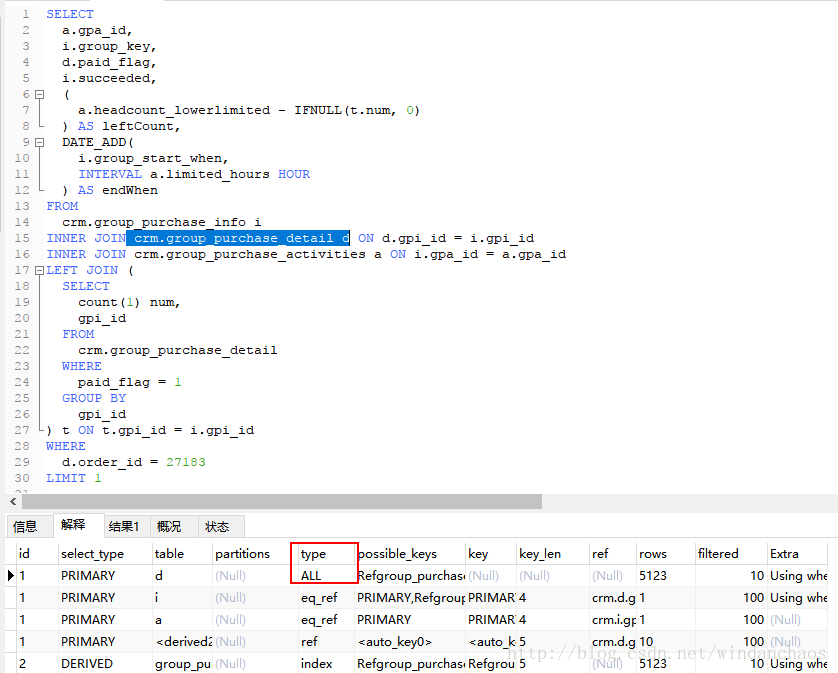 1 SELECT
2 a.gpa_id,
3 i.group_key,
4 d.paid_flag,
5 i.succeeded,
6 (
7 a.headcount_lowerlimited - IFNULL(t.num, 0)
8 ) AS leftCount,
9 DATE_ADD(
10 i.group_start_when,
11 INTERVAL a.limited_hours HOUR
12 ) AS endWhen
13 FROM
14 crm.group_purchase_info i
15 INNER JOIN crm.group_purchase_detail d ON d.gpi_id = i.gpi_id
16 INNER JOIN crm.group_purchase_activities a ON i.gpa_id = a.gpa_id
17 LEFT JOIN (
18 SELECT
19 count(1) num,
20 gpi_id
21 FROM
22 crm.group_purchase_detail
23 WHERE
24 paid_flag = 1
25 GROUP BY
26 gpi_id
27 ) t ON t.gpi_id = i.gpi_id
28 WHERE
29 d.order_id = 27183
30 LIMIT 1
信息 解释 结果1 概况 状态
id select_type table partitions type possible_keys key key_len ref rows filtered Extra
1 PRIMARY d (Null) ALL Refgroup_purchase (Null) (Null) (Null) 5123 10 Using whe
1 PRIMARY i (Null) eq_ref PRIMARY,Refgroup PRIMAR 4 crm.d.g 1 100 Using whe
1 PRIMARY a (Null) eq_ref PRIMARY PRIMAR 4 crm.i.gp 1 100 (Null)
1 PRIMARY <derived2 (Null) ref <auto_key0> <auto_k 5 crm.d.g 10 100 (Null)
2 DERIVED group_pu (Null) index Refgroup_purchase Refgrou 5 (Null) 5123 10 Using whe
http://blog.csdn.net/windanchaos